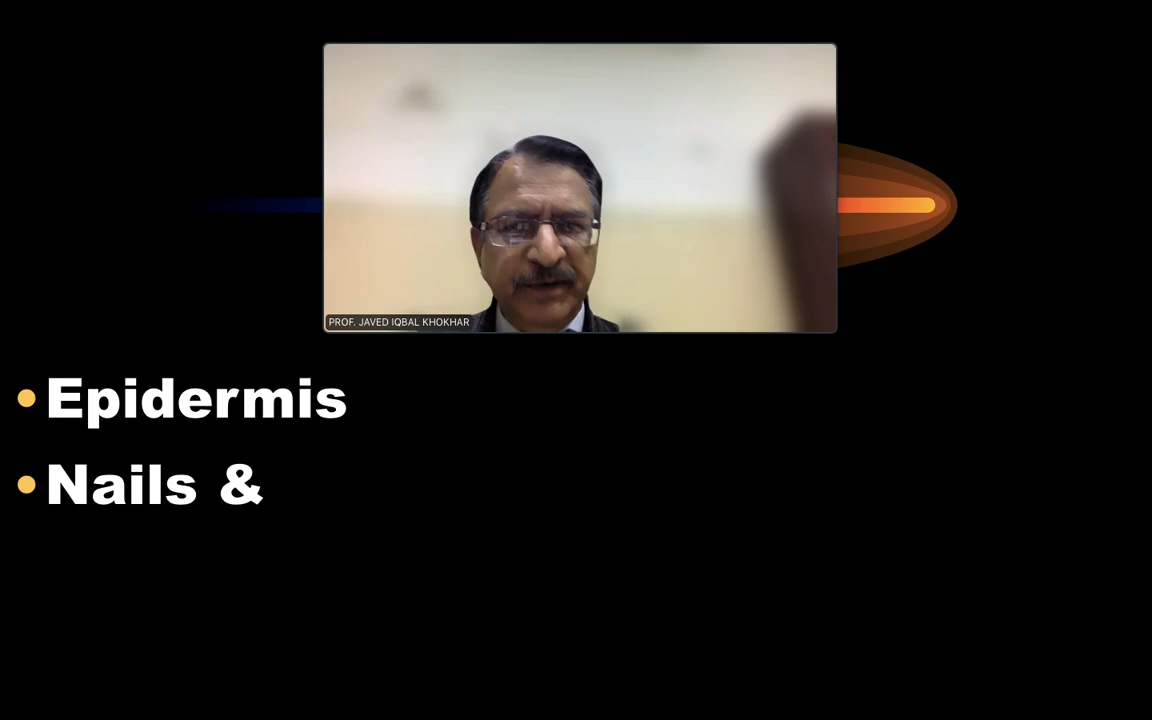 PROF. JAVED IQBAL KHOKHAR
• Epidermis
• Nails &